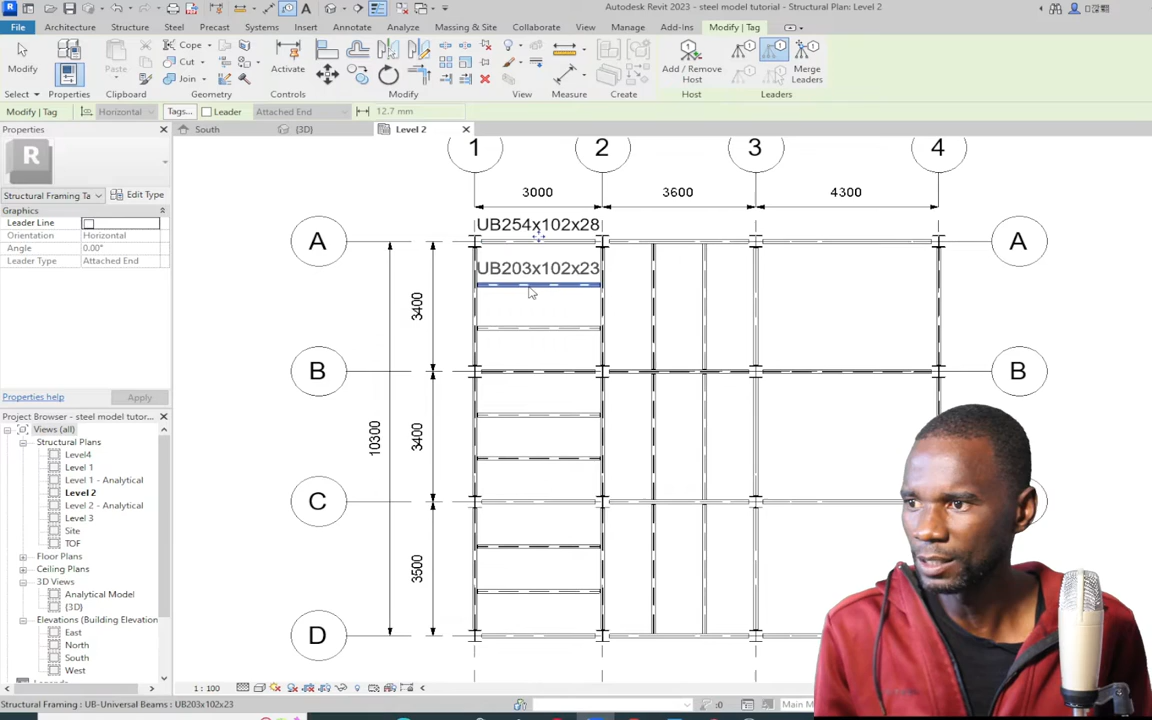 Autodesk Revit 2023 - steel model tutorial - Structural Plan: Level 2
File Architecture Structure Steel Precast Systems Insert Annotate Analyze Massing & Site Collaborate View Manage Add-Ins Modify | Tag
Modify Properties Paste Cope Cut Join Activate Add / Remove Host Merge Leaders
Select Properties Clipboard Geometry Controls Modify View Measure Create Host Leaders
Modify | Tag Horizontal Tags... Leader Attached End 12.7 mm
Properties
South
{3D}
Level 2
R
Structural Framing Ta
Edit Type
Graphics
Leader Line
Orientation Horizontal
Angle 0.00°
Leader Type Attached End
Properties help
Apply
Project Browser - steel model tutor...
Views (all)
Structural Plans
Level4
Level 1
Level 1 - Analytical
Level 2
Level 2 - Analytical
Level 3
Site
TOF
Floor Plans
Ceiling Plans
3D Views
Analytical Model
{3D}
Elevations (Building Elevation
East
North
South
West
1 2 3 4
3000 3600 4300
UB254x102x28
A A
UB203x102x23
3400
B B
10300
3400
C
3500
D
1 : 100
Structural Framing : UB-Universal Beams : UB203x102x23
:0
Main M